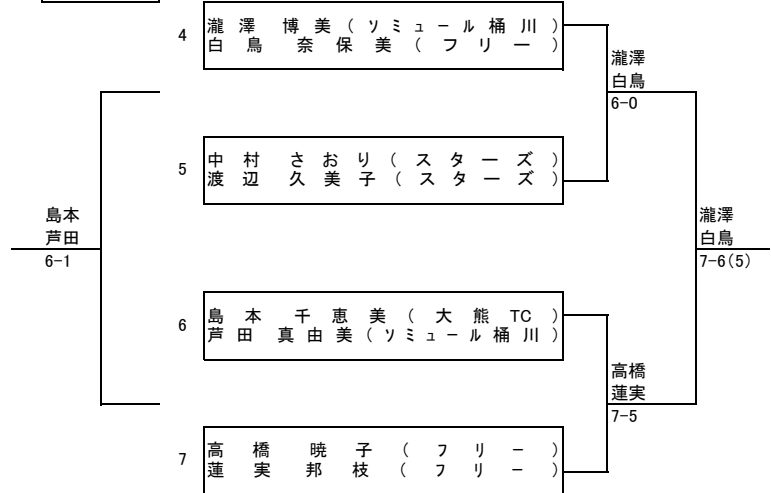 4
瀧澤 博美(ソミュール桶川)
白鳥 奈保美(フリー)
瀧澤
白鳥
6-0
5
中村 さおり(スターズ)
渡辺 久美子(スターズ)
島本
芦田
6-1
瀧澤
白鳥
7-6(5)
6
島本 千恵美(大熊TC)
芦田 真由美(ソミュール桶川)
高橋
蓮実
7-5
7
高橋 暁子(フリー)
蓮実 邦枝(フリー)